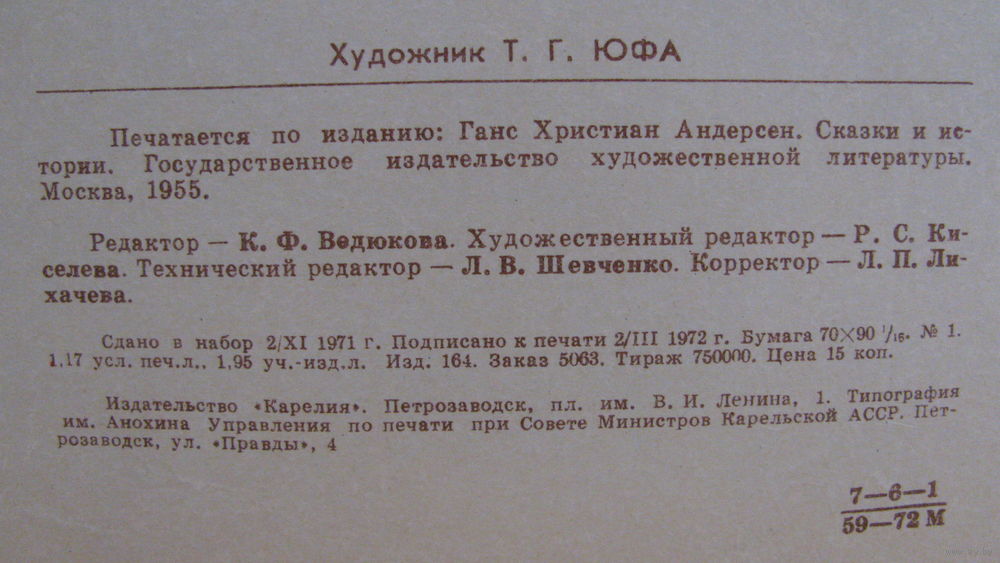 Художник Т. Г. ЮФА
Печатается по изданию: Ганс Христиан Андерсен. Сказки и ис-
тории. Государственное издательство художественной литературы.
Москва, 1955.
Редактор — К. Ф. Ведюкова. Художественный редактор — Р. С. Ки-
селева. Технический редактор — Л. В. Шевченко. Корректор — Л. П. Ли-
хачева.
Сдано в набор 2/XI 1971 г. Подписано к печати 2/III 1972 г. Бумага 70×90 1/16. № 1.
1,17 усл. печ.л., 1,95 уч.-изд.л. Изд. 164. Заказ 5063. Тираж 750000. Цена 15 коп.
Издательство «Карелия». Петрозаводск, пл. им. В. И. Ленина, 1. Типография
им. Анохина Управления по печати при Совете Министров Карельской АССР. Пет-
розаводск, ул. «Правды», 4
7—6—1
59—72 М